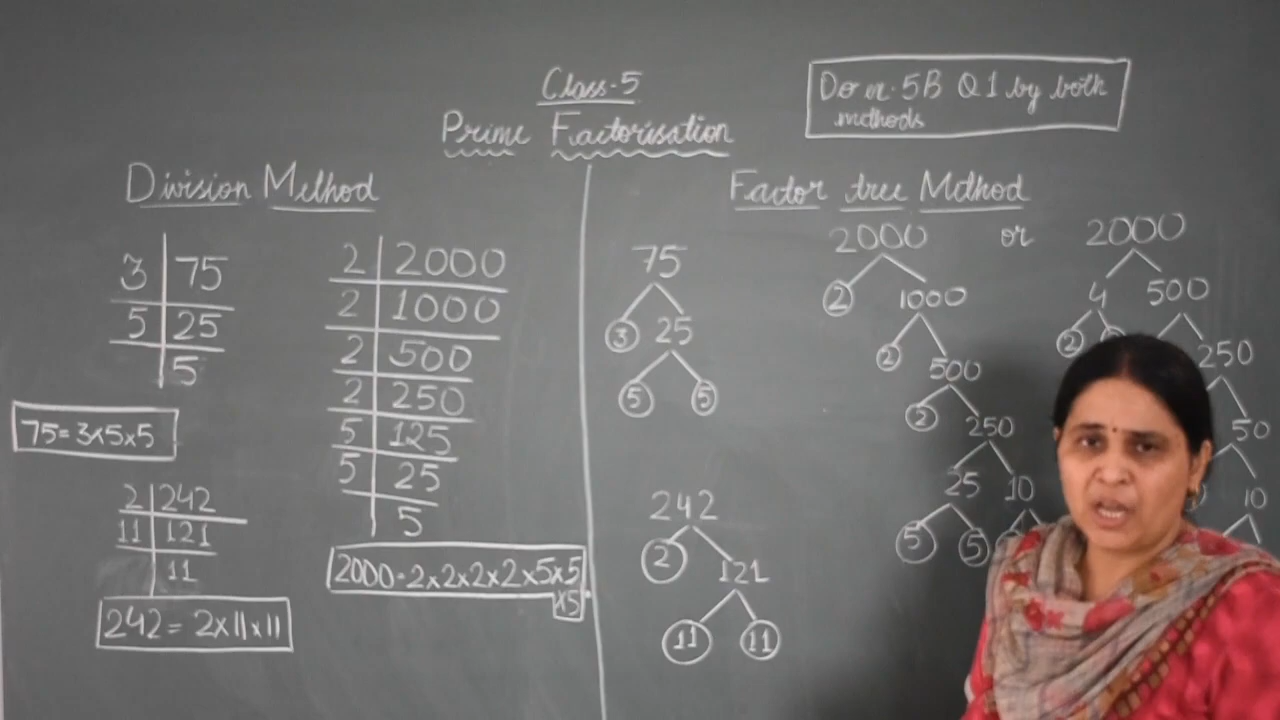 Class-5
Prime Factorisation
Do n. 5B Q1 by both
methods
Division Method
3 75
5 25
5
75=3x5x5
2 242
11 121
11
242= 2x11x11
2 2000
2 1000
2 500
2 250
5 125
5 25
5
2000=2x2x2x2x5x5
x5
Factor tree Method
75
3 25
5 5
242
2 121
11 11
2000
2 1000
2 500
2 250
25 10
5 5
or
2000
4 500
2
250
50
10